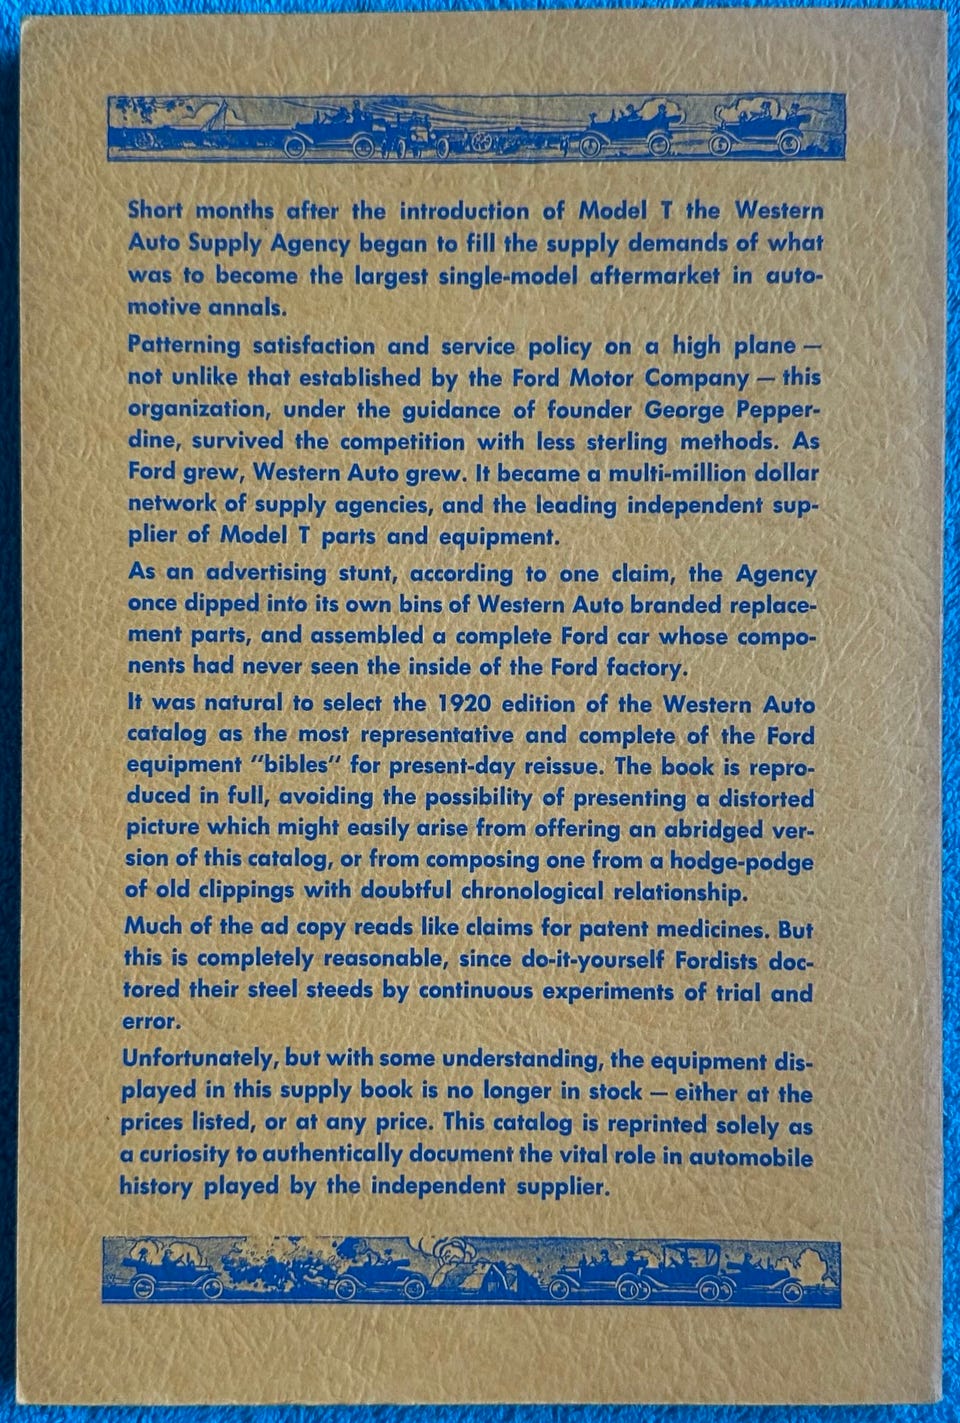 Short months after the introduction of Model T the Western
Auto Supply Agency began to fill the supply demands of what
was to become the largest single-model aftermarket in auto-
motive annals.
Patterning satisfaction and service policy on a high plane —
not unlike that established by the Ford Motor Company — this
organization, under the guidance of founder George Pepper-
dine, survived the competition with less sterling methods. As
Ford grew, Western Auto grew. It became a multi-million dollar
network of supply agencies, and the leading independent sup-
plier of Model T parts and equipment.
As an advertising stunt, according to one claim, the Agency
once dipped into its own bins of Western Auto branded replace-
ment parts, and assembled a complete Ford car whose compo-
nents had never seen the inside of the Ford factory.
It was natural to select the 1920 edition of the Western Auto
catalog as the most representative and complete of the Ford
equipment "bibles" for present-day reissue. The book is repro-
duced in full, avoiding the possibility of presenting a distorted
picture which might easily arise from offering an abridged ver-
sion of this catalog, or from composing one from a hodge-podge
of old clippings with doubtful chronological relationship.
Much of the ad copy reads like claims for patent medicines. But
this is completely reasonable, since do-it-yourself Fordists doc-
tored their steel steeds by continuous experiments of trial and
error.
Unfortunately, but with some understanding, the equipment dis-
played in this supply book is no longer in stock — either at the
prices listed, or at any price. This catalog is reprinted solely as
a curiosity to authentically document the vital role in automobile
history played by the independent supplier.